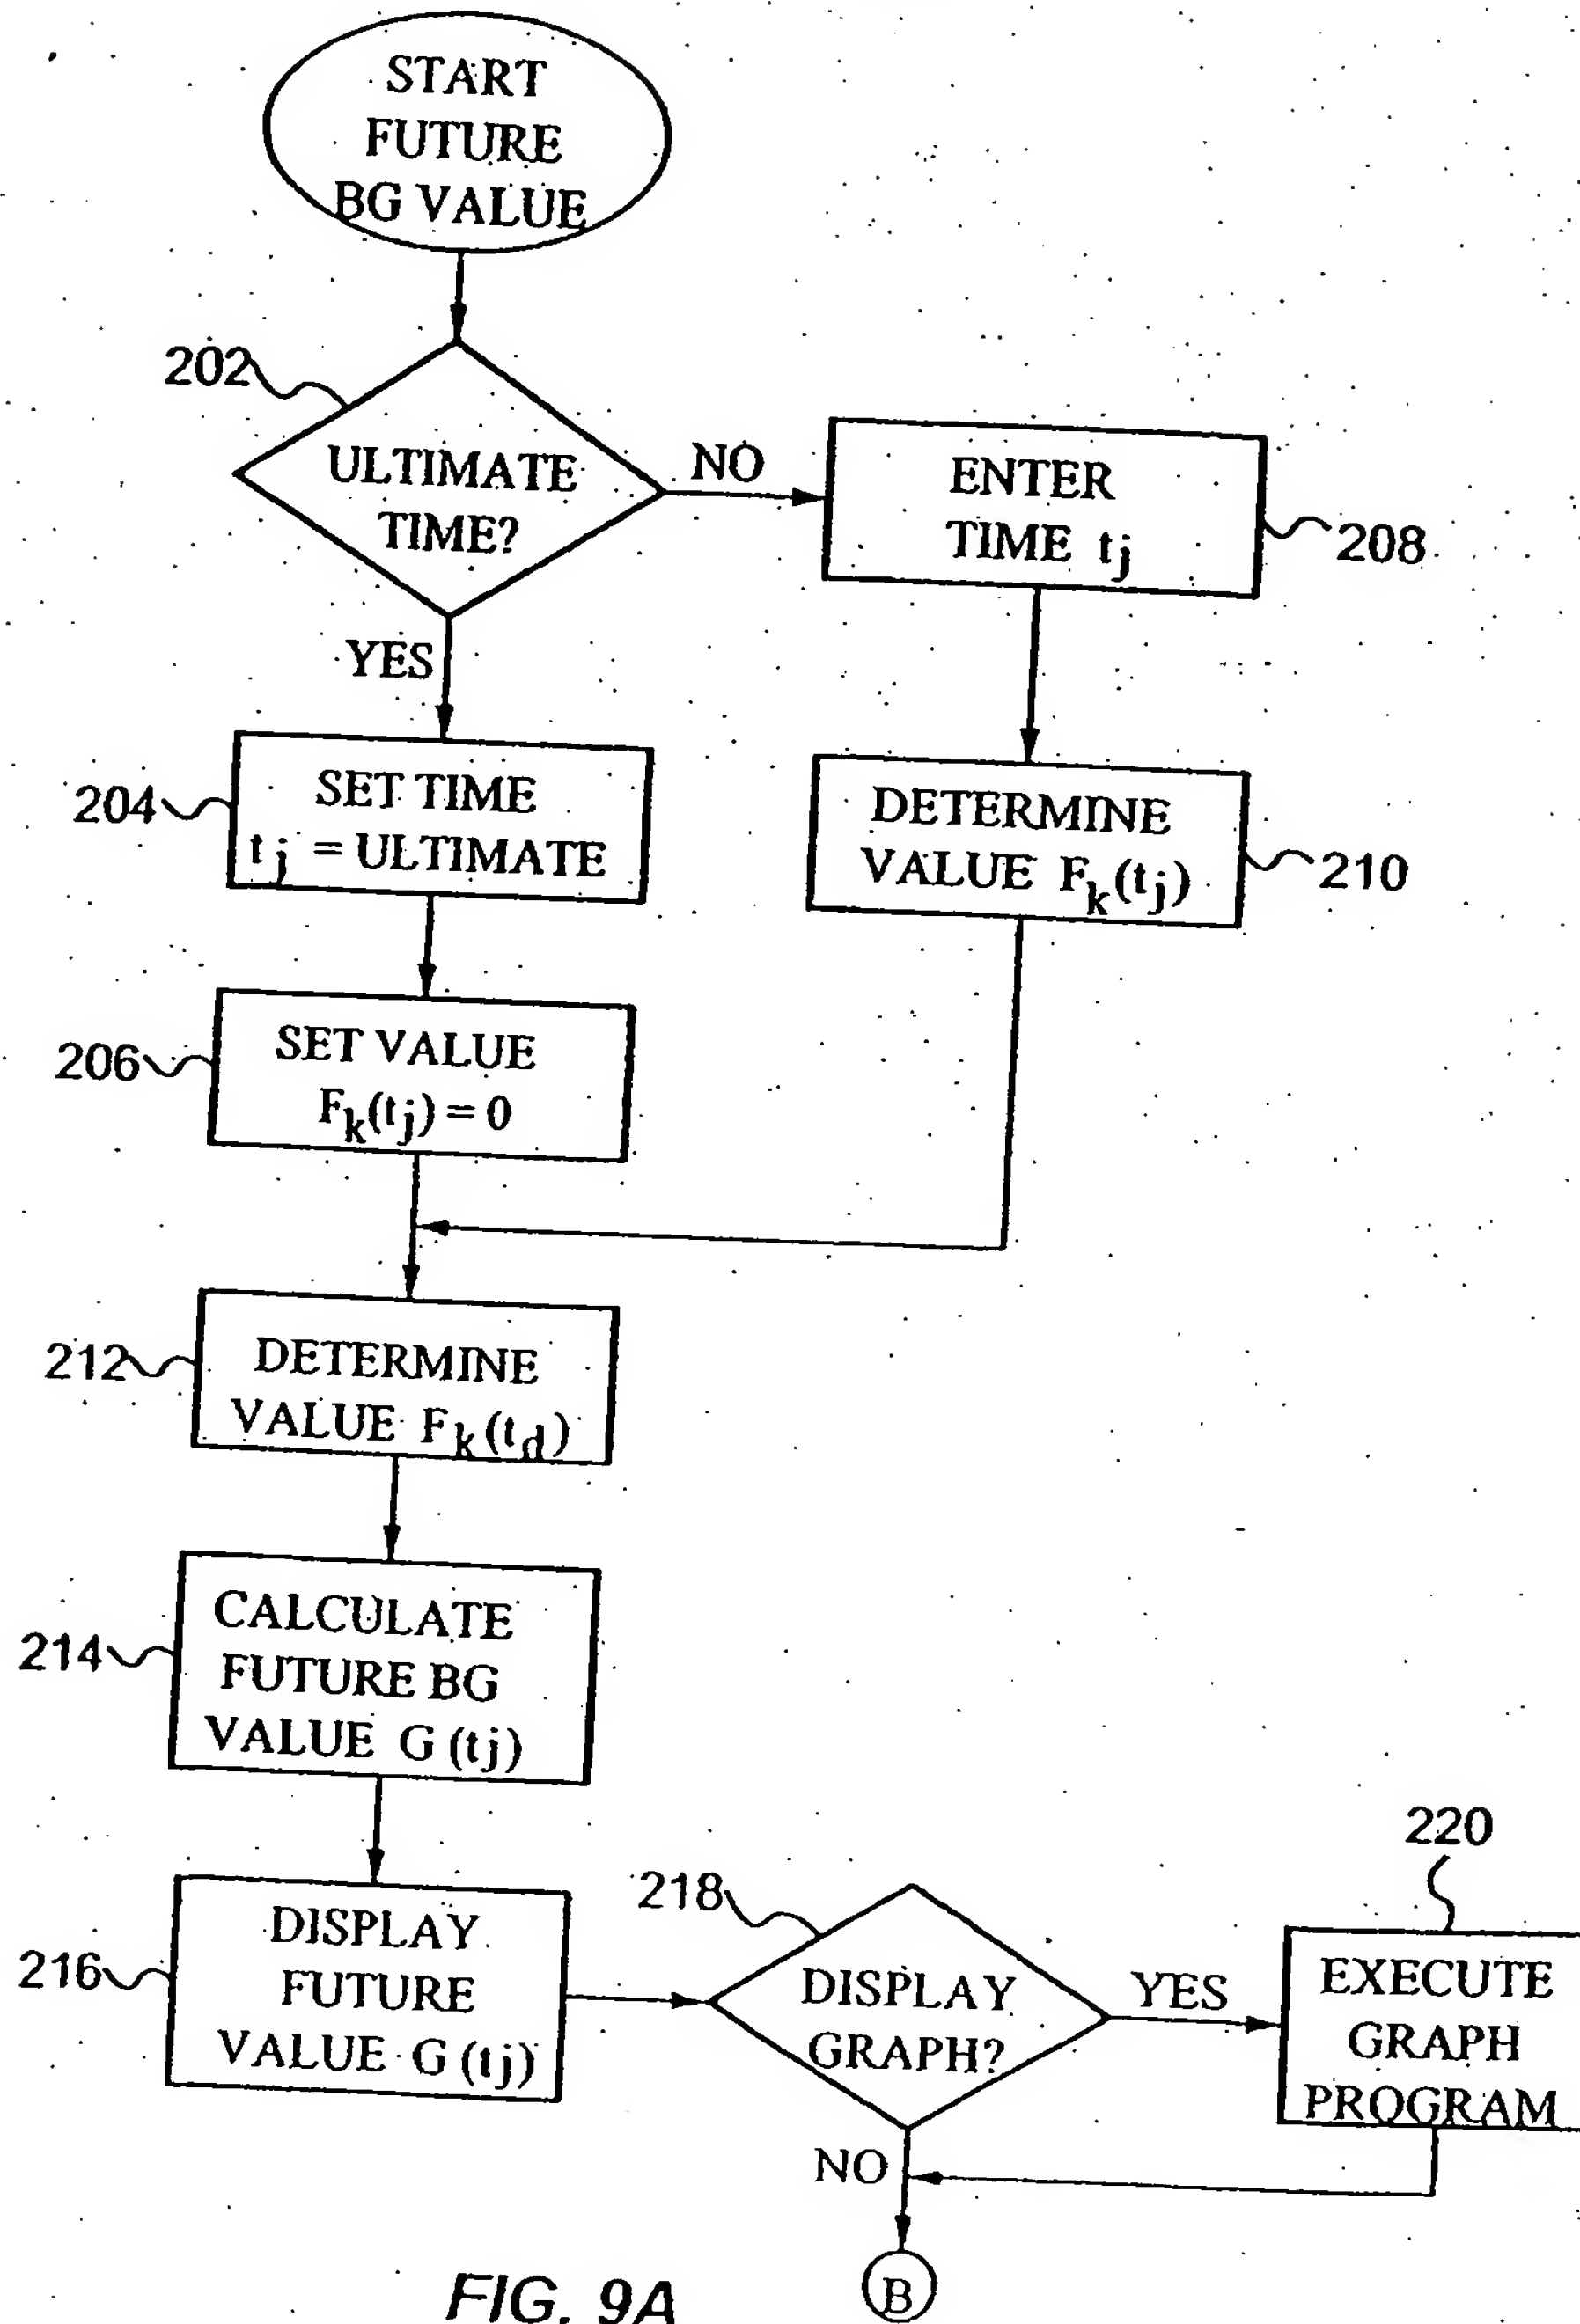 START
FUTURE
BG VALUE
202
ULTIMATE
TIME?
NO
ENTER
TIME tj
208
YES
204
SET TIME
tj = ULTIMATE
DETERMINE
VALUE Fk(tj)
210
206
SET VALUE
Fk(tj) = 0
212
DETERMINE
VALUE Fk(td)
214
CALCULATE
FUTURE BG
VALUE G (tj)
216
DISPLAY
FUTURE
VALUE G (tj)
218
DISPLAY
GRAPH?
YES
220
EXECUTE
GRAPH
PROGRAM
NO
B
FIG. 9A